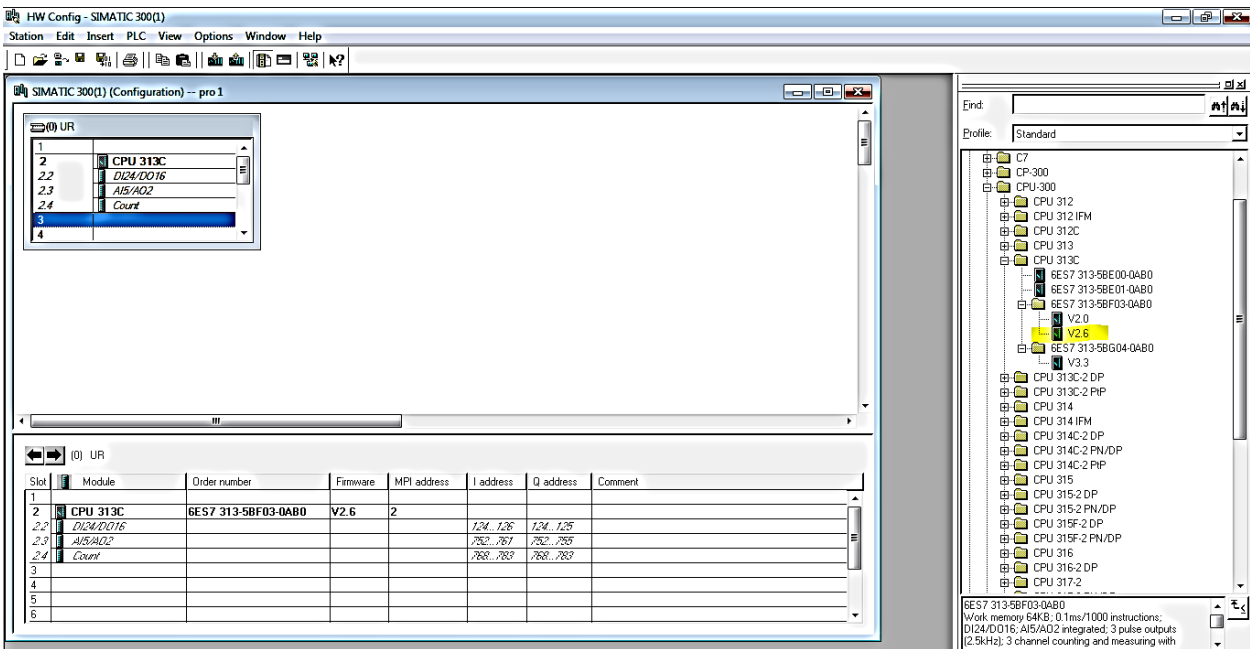 HW Config - SIMATIC 300(1)
Station Edit Insert PLC View Options Window Help
SIMATIC 300(1) (Configuration) -- pro 1
(0) UR
1
2 CPU 313C
2.2 DI24/DO16
2.3 AI5/AO2
2.4 Count
3
4
(0) UR
Slot Module Order number Firmware MPI address I address Q address Comment
1
2 CPU 313C 6ES7 313-5BF03-0AB0 V2.6 2
2.2 DI24/DO16 124...126 124...125
2.3 AI5/AO2 752...761 752...755
2.4 Count 768...783 768...783
3
4
5
6
Find:
Profile: Standard
C7
CP-300
CPU-300
CPU 312
CPU 312 IFM
CPU 312C
CPU 313
CPU 313C
6ES7 313-5BE00-0AB0
6ES7 313-5BE01-0AB0
6ES7 313-5BF03-0AB0
V2.0
V2.6
6ES7 313-5BG04-0AB0
V3.3
CPU 313C-2 DP
CPU 313C-2 PtP
CPU 314
CPU 314 IFM
CPU 314C-2 DP
CPU 314C-2 PN/DP
CPU 314C-2 PtP
CPU 315
CPU 315-2 DP
CPU 315-2 PN/DP
CPU 315F-2 DP
CPU 315F-2 PN/DP
CPU 316
CPU 316-2 DP
CPU 317-2
6ES7 313-5BF03-0AB0
Work memory 64KB; 0.1ms/1000 instructions;
DI24/DO16; AI5/AO2 integrated; 3 pulse outputs
(2.5kHz); 3 channel counting and measuring with